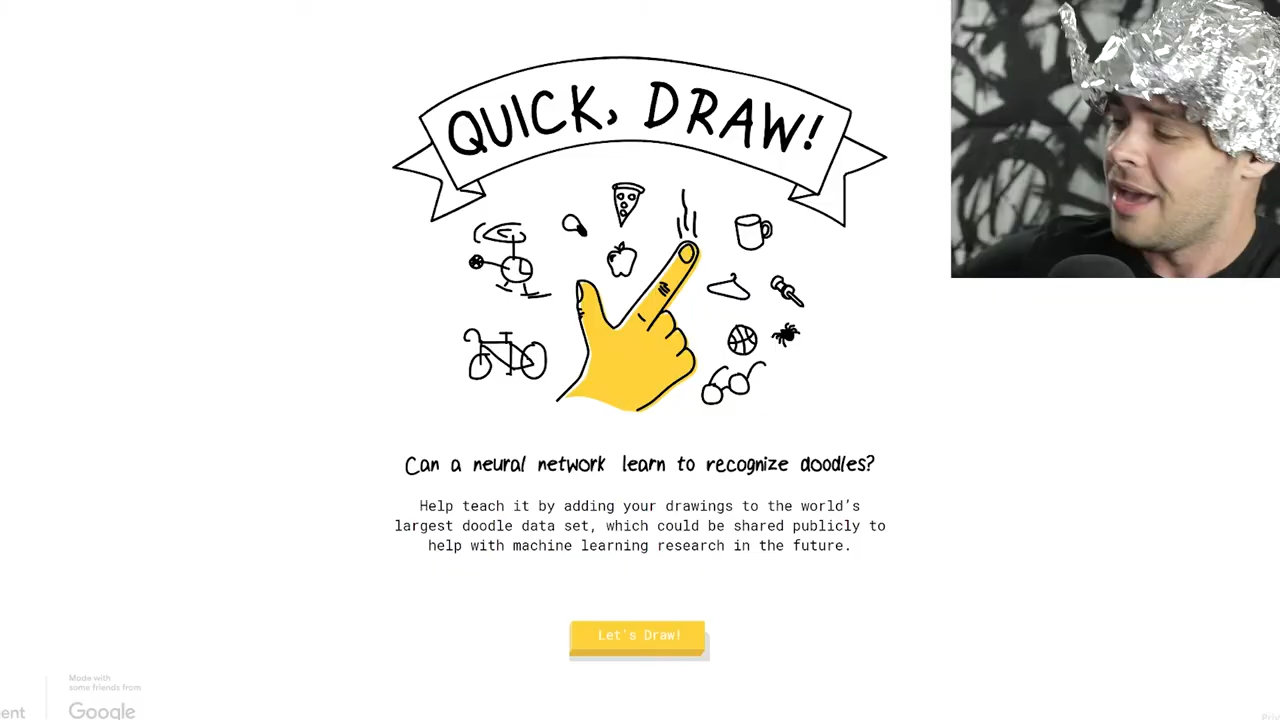 QUICK, DRAW!
Can a neural network learn to recognize doodles?
Help teach it by adding your drawings to the world's
largest doodle data set, which could be shared publicly to
help with machine learning research in the future.
Let's Draw!
Made with
some friends from
Google